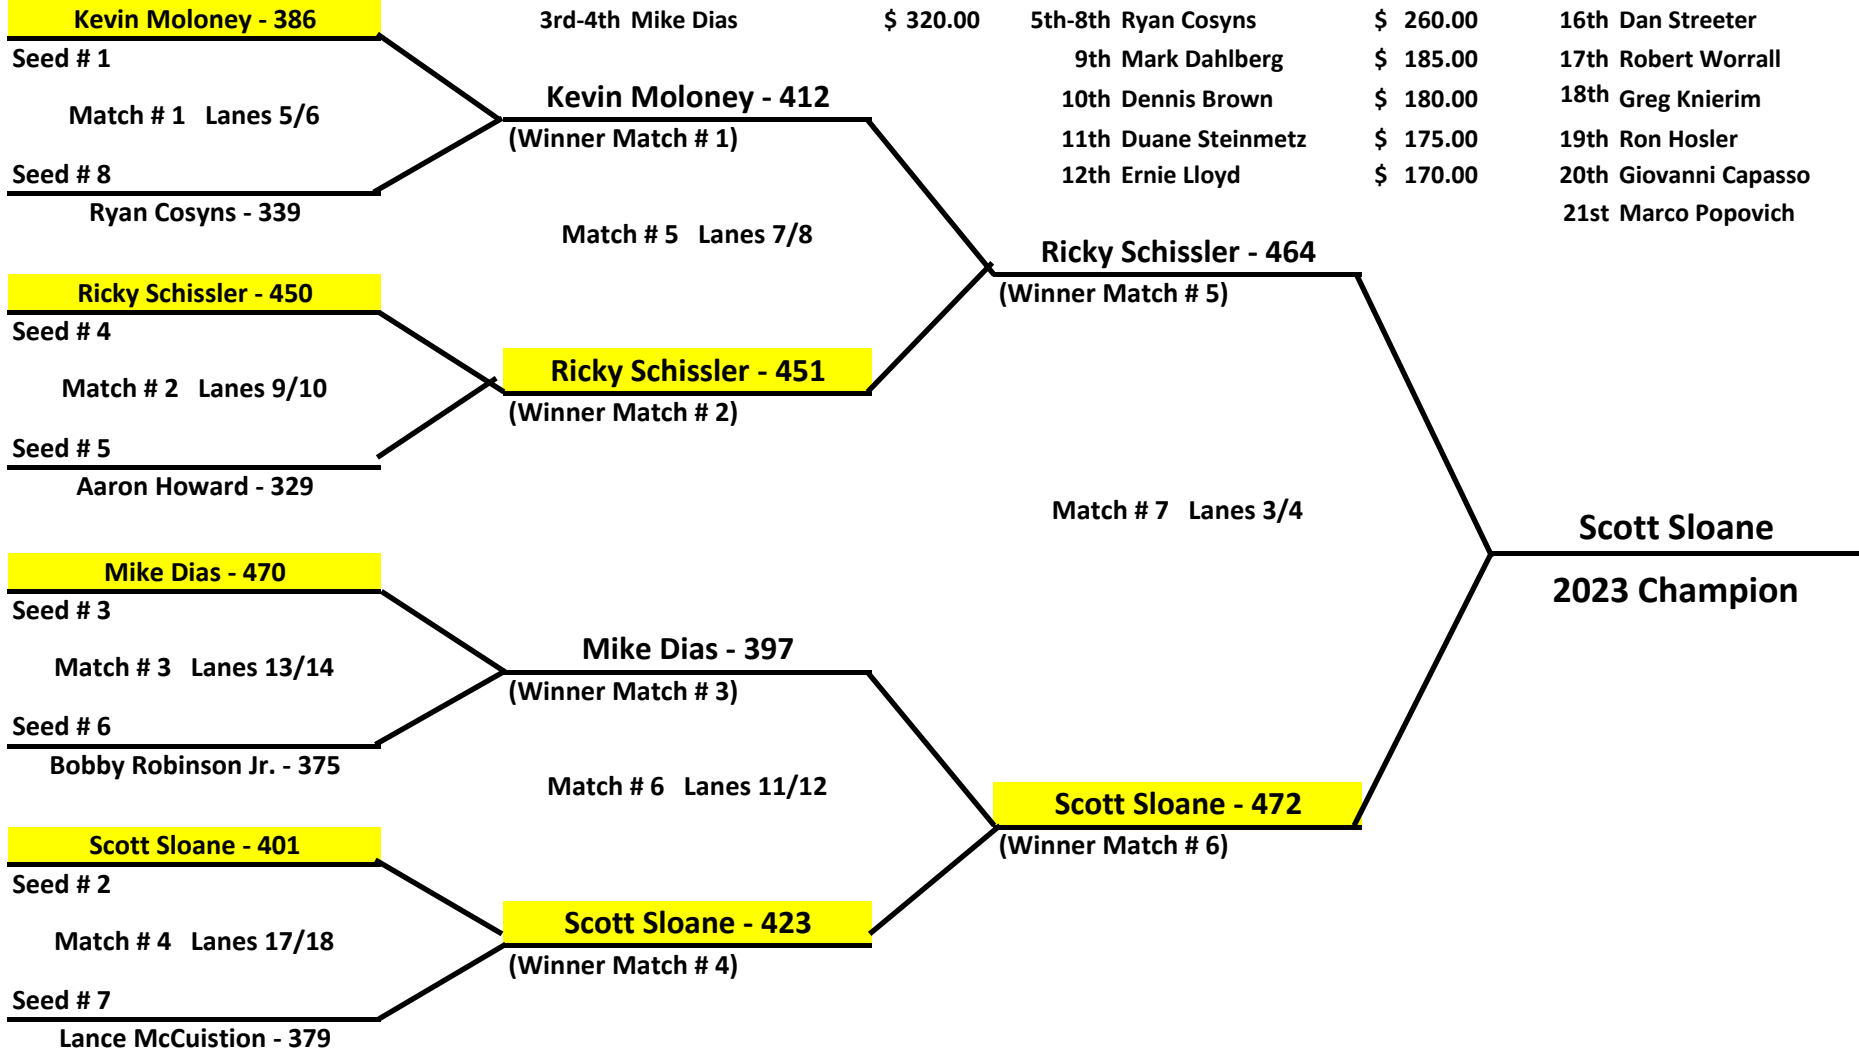 Kevin Moloney - 386
3rd-4th Mike Dias $ 320.00
5th-8th Ryan Cosyns $ 260.00
16th Dan Streeter
Seed # 1
9th Mark Dahlberg $ 185.00
17th Robert Worrall
Match # 1 Lanes 5/6
Kevin Moloney - 412
10th Dennis Brown $ 180.00
18th Greg Knierim
(Winner Match # 1)
11th Duane Steinmetz $ 175.00
19th Ron Hosler
Seed # 8
12th Ernie Lloyd $ 170.00
20th Giovanni Capasso
Ryan Cosyns - 339
21st Marco Popovich
Match # 5 Lanes 7/8
Ricky Schissler - 464
(Winner Match # 5)
Ricky Schissler - 450
Seed # 4
Match # 2 Lanes 9/10
Ricky Schissler - 451
(Winner Match # 2)
Seed # 5
Aaron Howard - 329
Match # 7 Lanes 3/4
Scott Sloane
2023 Champion
Mike Dias - 470
Seed # 3
Match # 3 Lanes 13/14
Mike Dias - 397
(Winner Match # 3)
Seed # 6
Bobby Robinson Jr. - 375
Match # 6 Lanes 11/12
Scott Sloane - 472
(Winner Match # 6)
Scott Sloane - 401
Seed # 2
Match # 4 Lanes 17/18
Scott Sloane - 423
(Winner Match # 4)
Seed # 7
Lance McCuistion - 379